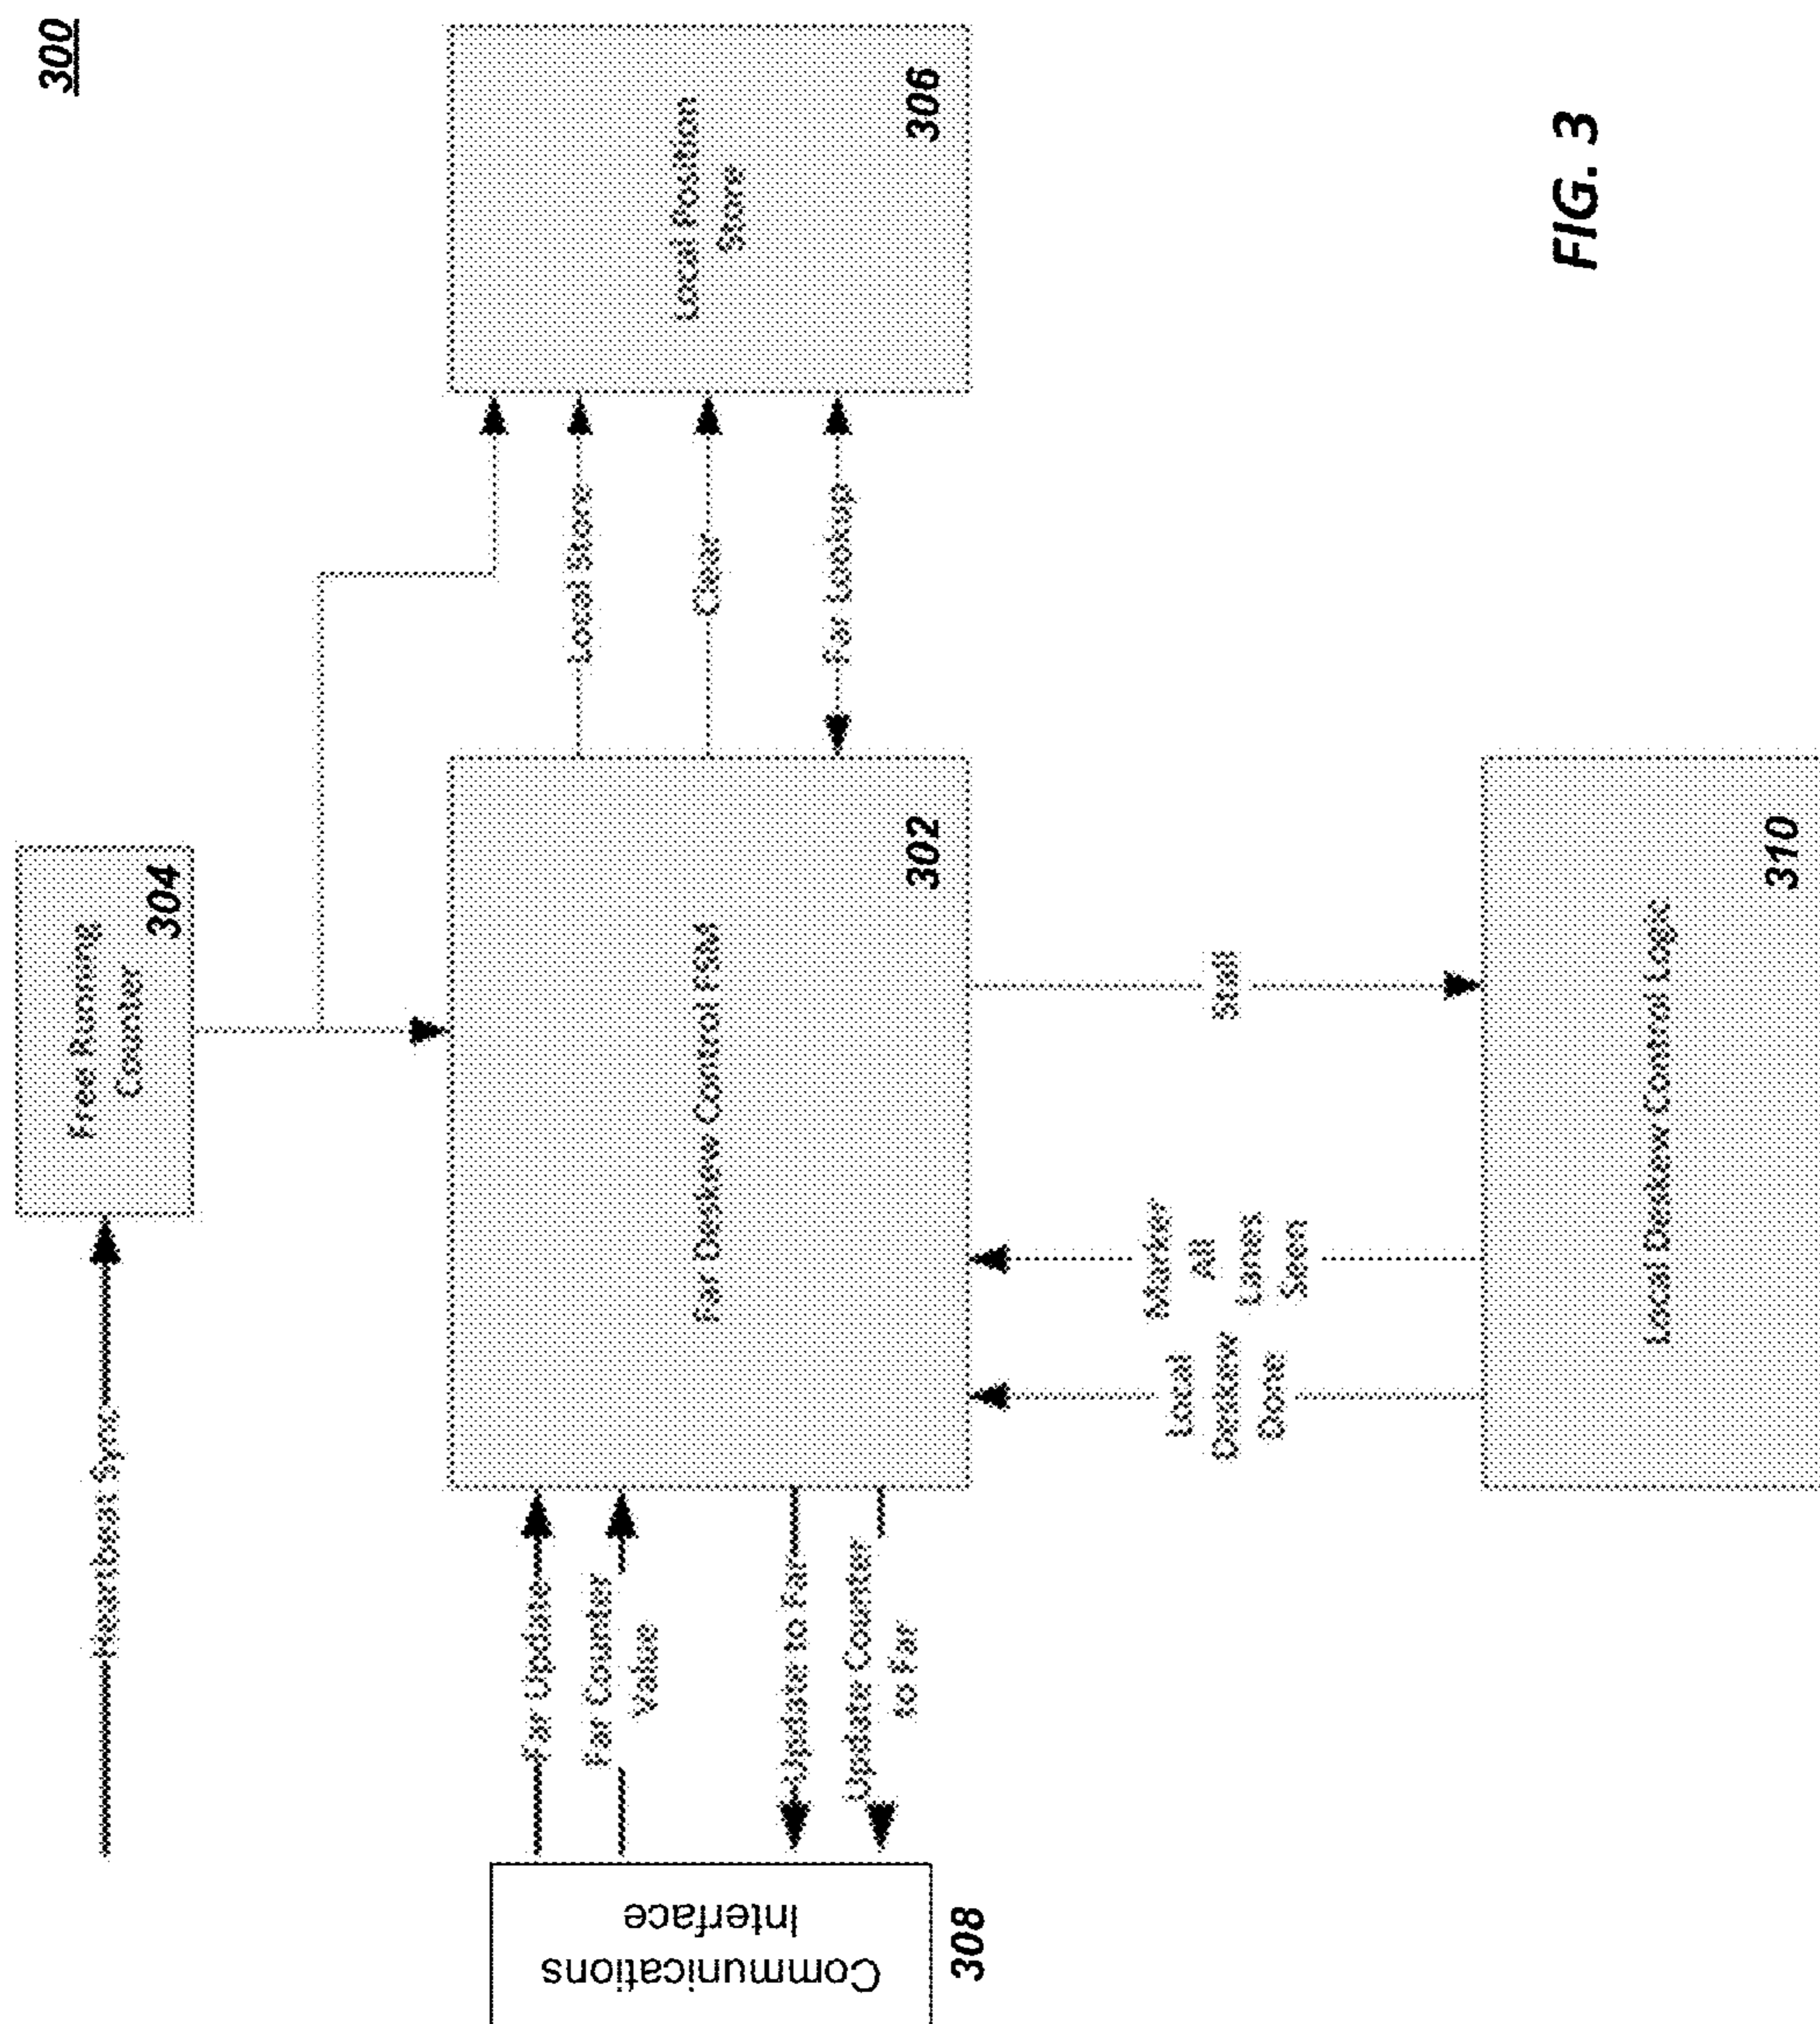 300
Heartbeat Sync
Free Running
Counter
304
Communications
Interface
308
Far Update
Far Counter
Value
Update to Far
Update Counter
to Far
Far Deskew Control FSM
302
Local Store
Clear
Far Lookup
Local Position
Store
306
Local
Deskew
Done
Marker
All
Lanes
Seen
Stall
Local Deskew Control Logic
310
FIG. 3